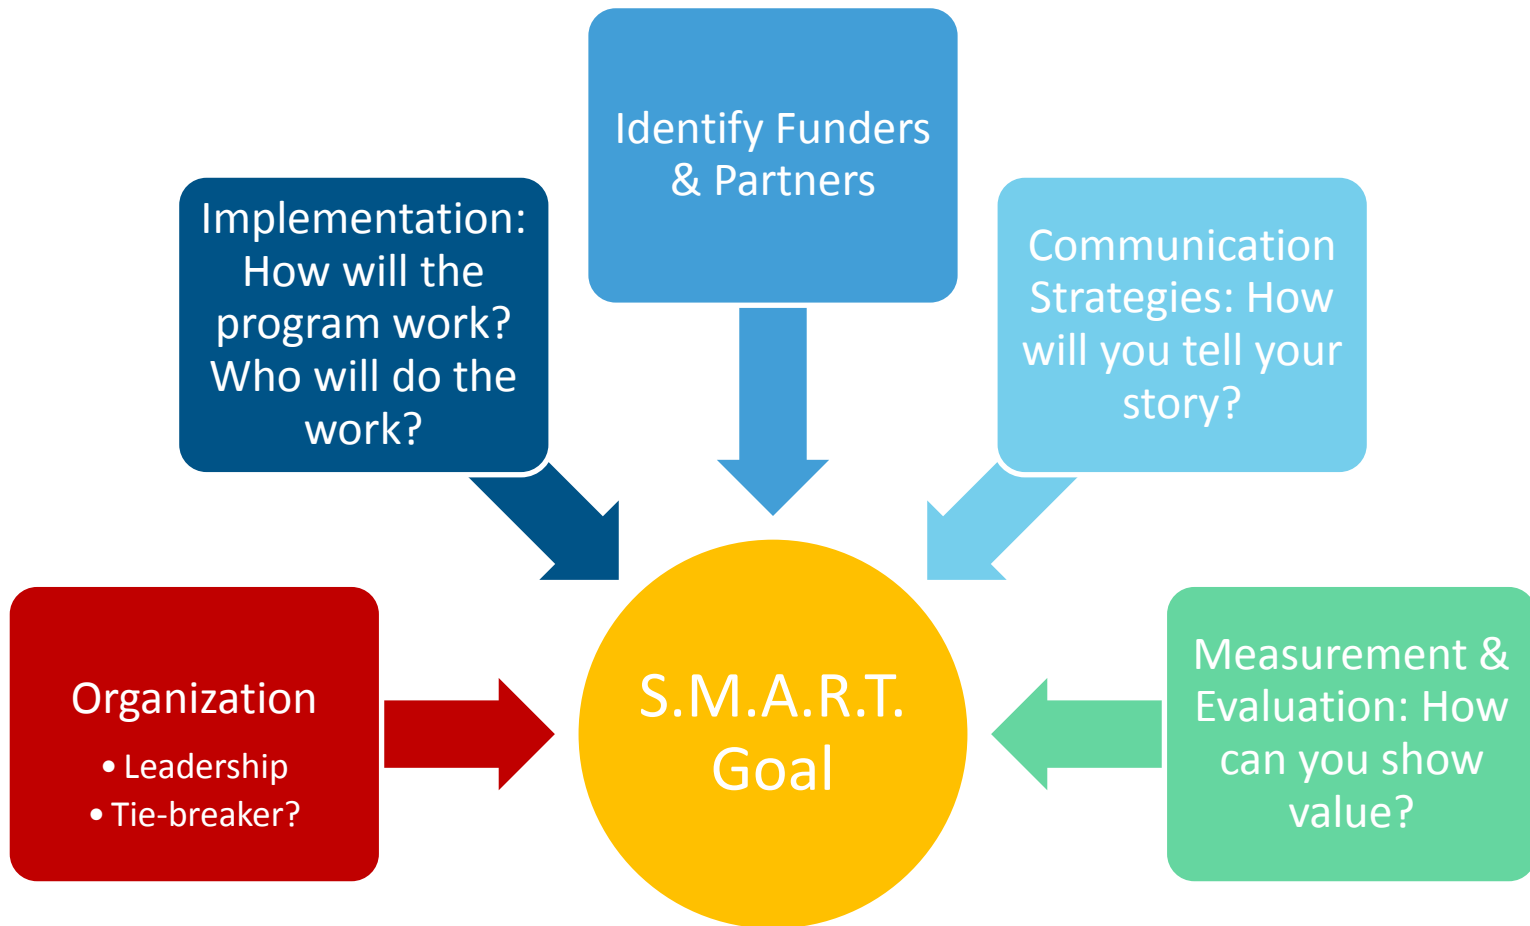 Identify Funders
& Partners
Implementation:
How will the
program work?
Who will do the
work?
Communication
Strategies: How
will you tell your
story?
Organization
• Leadership
• Tie-breaker?
S.M.A.R.T.
Goal
Measurement &
Evaluation: How
can you show
value?